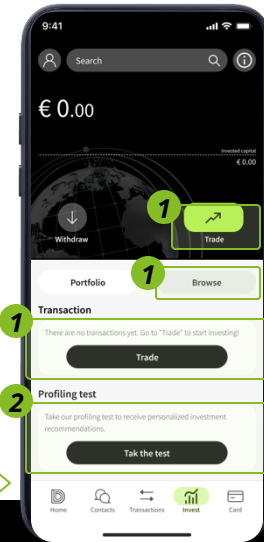 9:41
Search
€ 0.00
Invested capital
€ 0.00
1
Withdraw
Trade
1
Portfolio
Browse
1
Transaction
There are no transactions yet. Go to "Trade" to start investing!
Trade
2
Profiling test
Take our profiling test to receive personalized investment
recommendations.
Tak the test
Home
Contacts
Transactions
Invest
Card